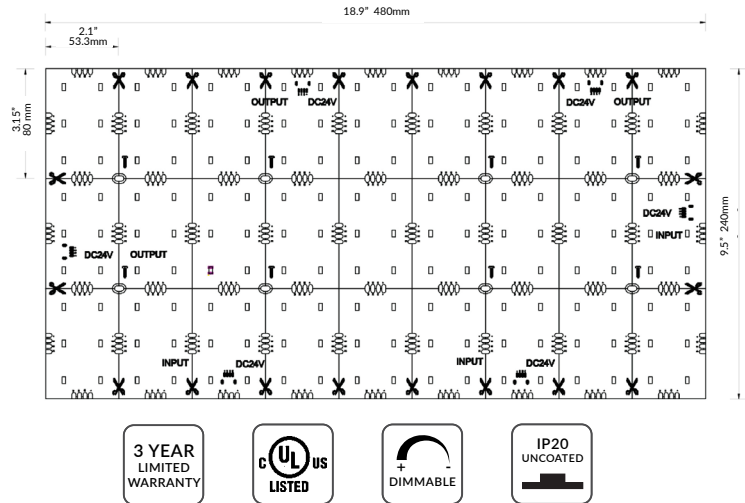 18.9" 480mm
2.1"
53.3mm
3.15"
80 mm
OUTPUT DC24V
DC24V OUTPUT
DC24V
INPUT
9.5" 240mm
DC24V OUTPUT
INPUT DC24V
INPUT DC24V
3 YEAR
LIMITED
WARRANTY
C UL US
LISTED
+ -
DIMMABLE
IP20
UNCOATED